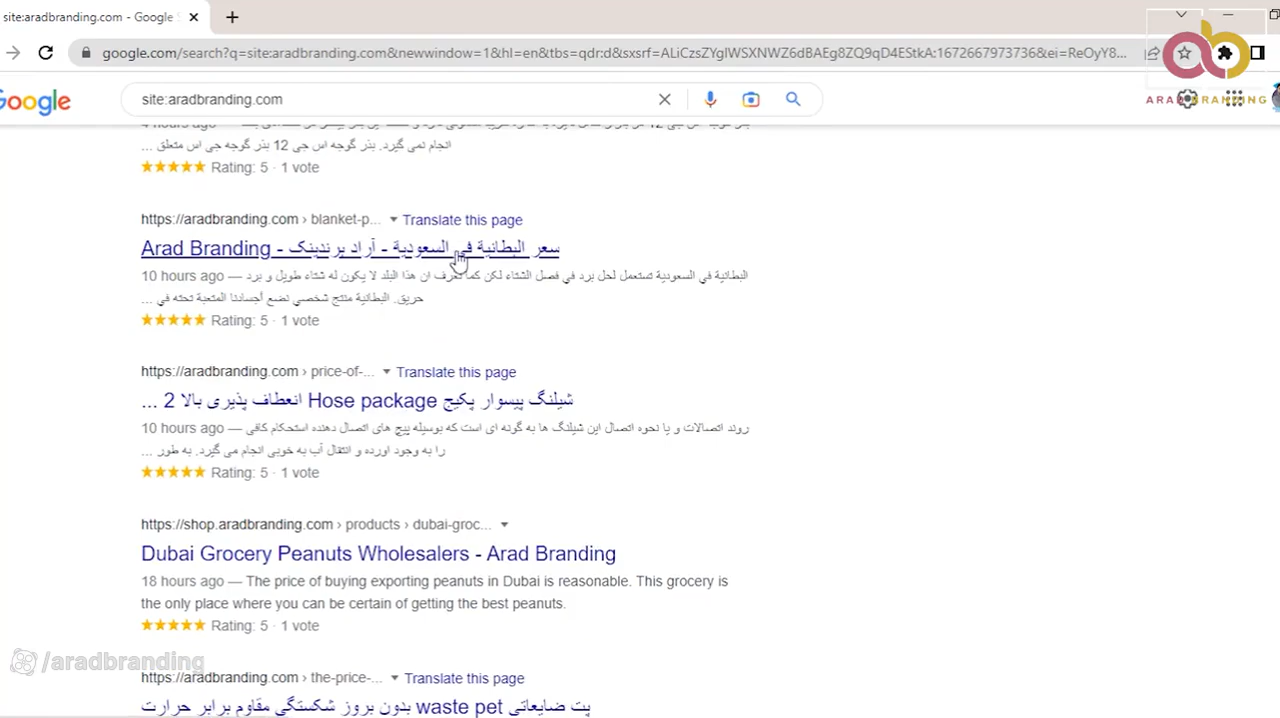 site:aradbranding.com - Google S
google.com/search?q=site:aradbranding.com&newwindow=1&hl=en&tbs=qdr:d&sxsrf=ALiCzsZYgIWSXNWZ6dBAEg8ZQ9qD4EStkA:1672667973736&ei=ReOyY8...
ARADBRANDING
Google
site:aradbranding.com
4 hours ago
انجام نمی گیرد. بذر گوجه اس جی 12 بذر گوجه جی اس متعلق ...
Rating: 5 · 1 vote
https://aradbranding.com › blanket-p... Translate this page
سعر البطانية في السعودية - آراد برندینک - Arad Branding
10 hours ago — البطانية في السعودية تستعمل لحل برد في فصل الشتاء لكن كما نعرف ان هذا البلد لا يكون له شتاء طويل و برد
حريق. البطانية منتج شخصي نضع أجسادنا المتعبة تحته في ...
Rating: 5 · 1 vote
https://aradbranding.com › price-of-... Translate this page
شیلنگ پیسوار پکیج Hose package انعطاف پذیری بالا 2 ...
10 hours ago — روند اتصالات و یا نحوه اتصال این شیلنگ ها به گونه ای است که بوسیله پیچ های اتصال دهنده استحکام کافی
را به وجود اورده و انتقال آب به خوبی انجام می گیرد. به طور ...
Rating: 5 · 1 vote
https://shop.aradbranding.com › products › dubai-groc...
Dubai Grocery Peanuts Wholesalers - Arad Branding
18 hours ago — The price of buying exporting peanuts in Dubai is reasonable. This grocery is
the only place where you can be certain of getting the best peanuts.
Rating: 5 · 1 vote
/aradbranding
https://aradbranding.com › the-price-... Translate this page
پت ضایعاتی waste pet بدون بروز شکستگی مقاوم برابر حرارت